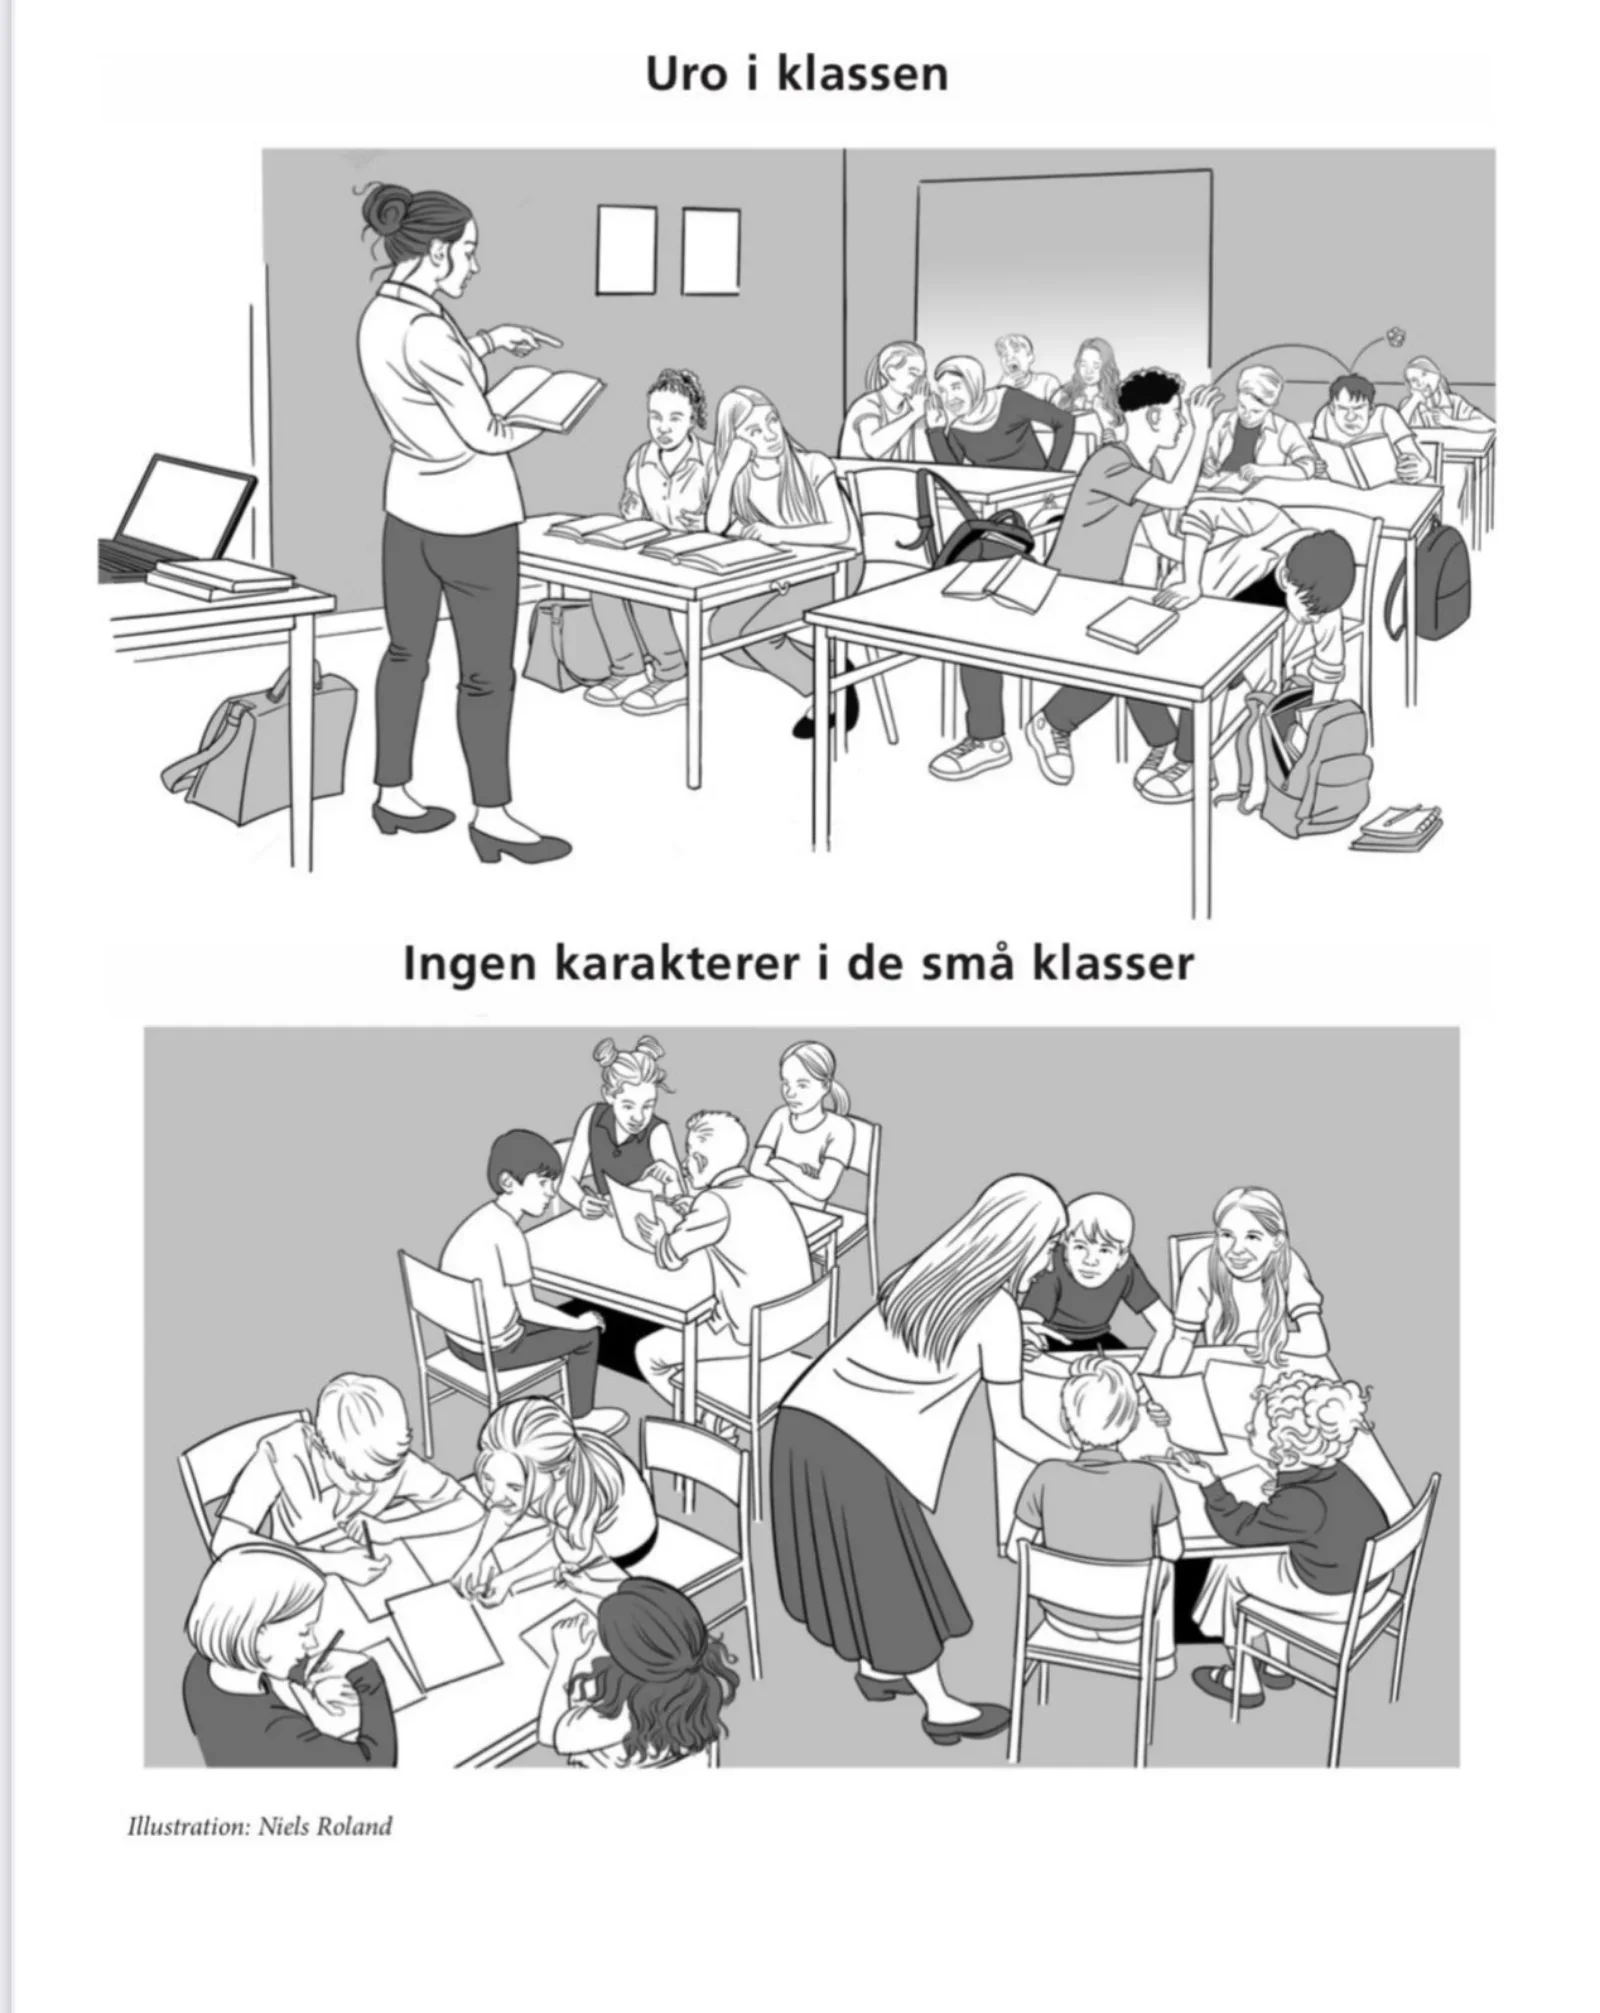 Uro i klassen
Ingen karakterer i de små klasser
Illustration: Niels Roland